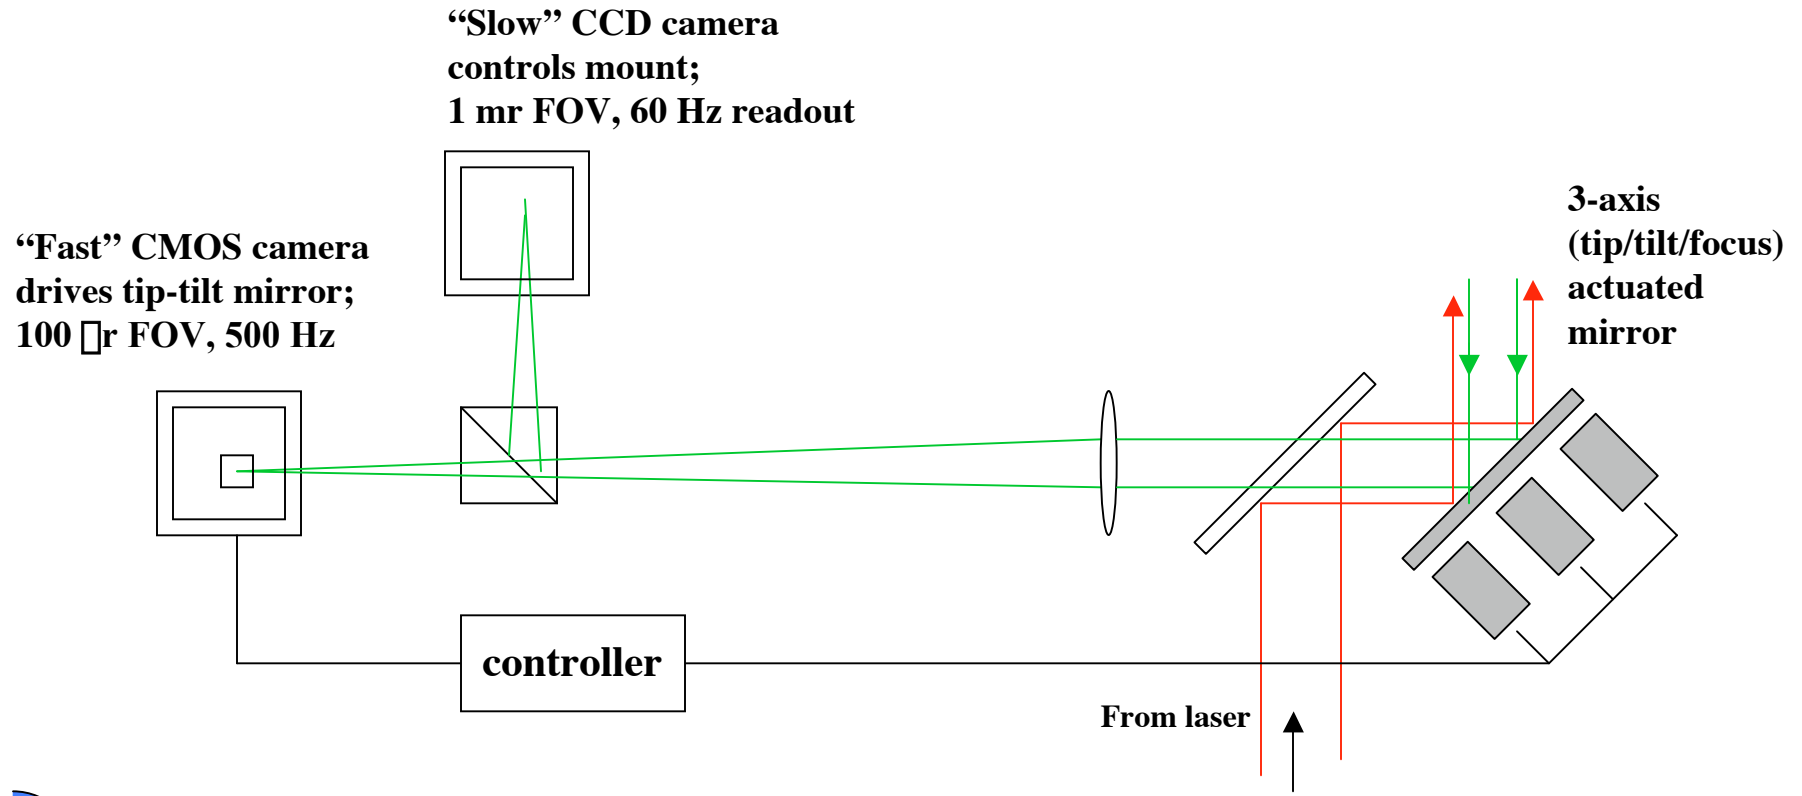 “Slow” CCD camera
controls mount;
1 mr FOV, 60 Hz readout
“Fast” CMOS camera
drives tip-tilt mirror;
100 □r FOV, 500 Hz
3-axis
(tip/tilt/focus)
actuated
mirror
controller
From laser